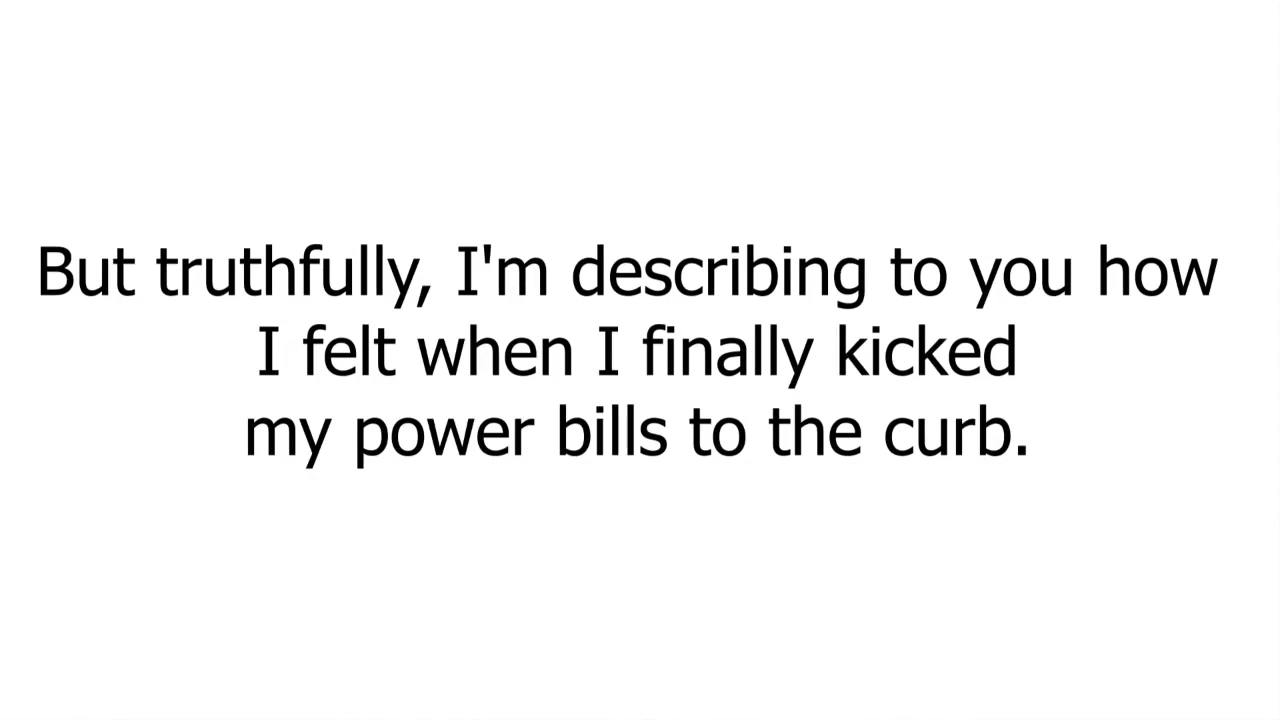 But truthfully, I'm describing to you how
I felt when I finally kicked
my power bills to the curb.